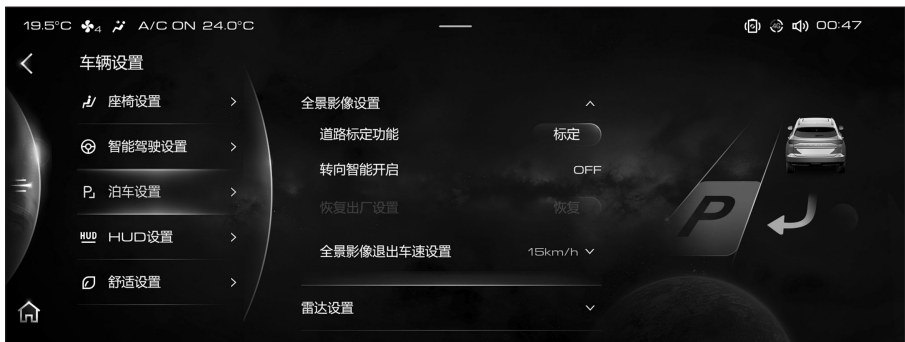 19.5°C 4 A/C ON 24.0°C
00:47
车辆设置
座椅设置
智能驾驶设置
P 泊车设置
HUD HUD设置
舒适设置
全景影像设置
道路标定功能 标定
转向智能开启 OFF
恢复出厂设置 恢复
全景影像退出车速设置 15km/h
雷达设置
P